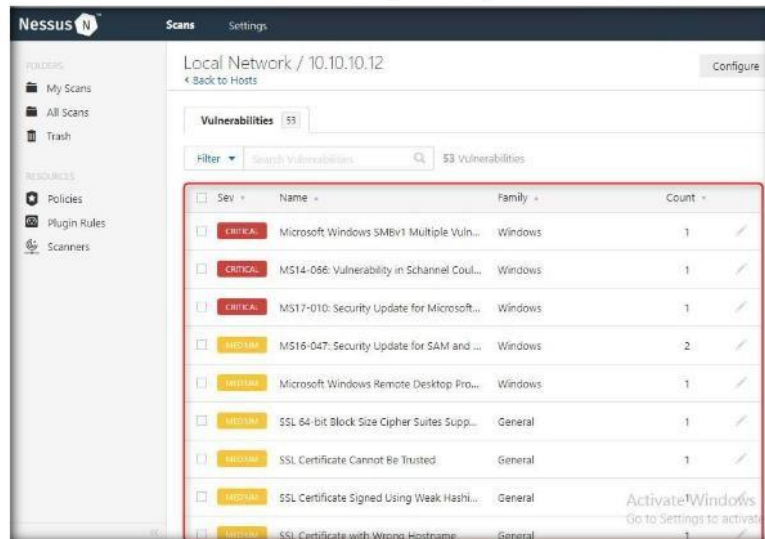 Nessus N
Scans Settings
FOLDERS
My Scans
All Scans
Trash
RESOURCES
Policies
Plugin Rules
Scanners
Local Network / 10.10.10.12
Back to Hosts
Configure
Vulnerabilities 53
Filter Search Vulnerabilities 53 Vulnerabilities
Sev Name Family Count
CRITICAL Microsoft Windows SMBv1 Multiple Vuln... Windows 1
CRITICAL MS14-066: Vulnerability in Schannel Coul... Windows 1
CRITICAL MS17-010: Security Update for Microsoft... Windows 1
MEDIUM MS16-047: Security Update for SAM and ... Windows 2
MEDIUM Microsoft Windows Remote Desktop Pro... Windows 1
MEDIUM SSL 64-bit Block Size Cipher Suites Supp... General 1
MEDIUM SSL Certificate Cannot Be Trusted General 1
MEDIUM SSL Certificate Signed Using Weak Hashi... General 1
MEDIUM SSL Certificate with Wrong Hostname General 1
Activate Windows
Go to Settings to activate